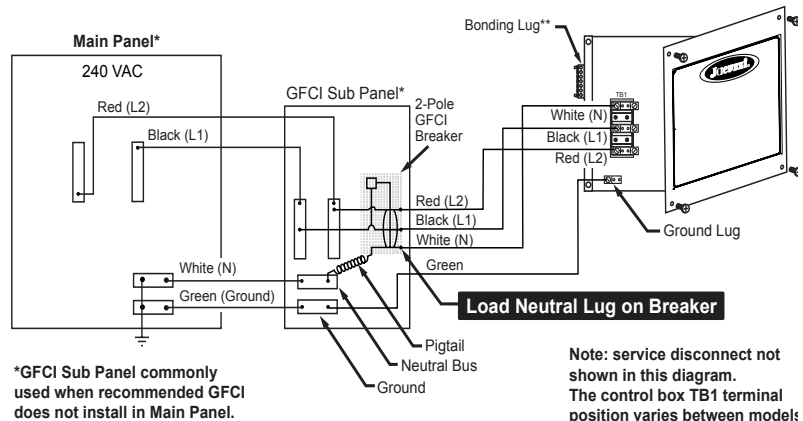 Main Panel*
240 VAC
Red (L2)
Black (L1)
White (N)
Green (Ground)
GFCI Sub Panel*
2-Pole
GFCI
Breaker
Red (L2)
Black (L1)
White (N)
Green
Bonding Lug**
TB1
White (N)
Black (L1)
Red (L2)
Jacuzzi
Ground Lug
Load Neutral Lug on Breaker
Pigtail
Neutral Bus
Ground
*GFCI Sub Panel commonly
used when recommended GFCI
does not install in Main Panel.
Note: service disconnect not
shown in this diagram.
The control box TB1 terminal
position varies between models